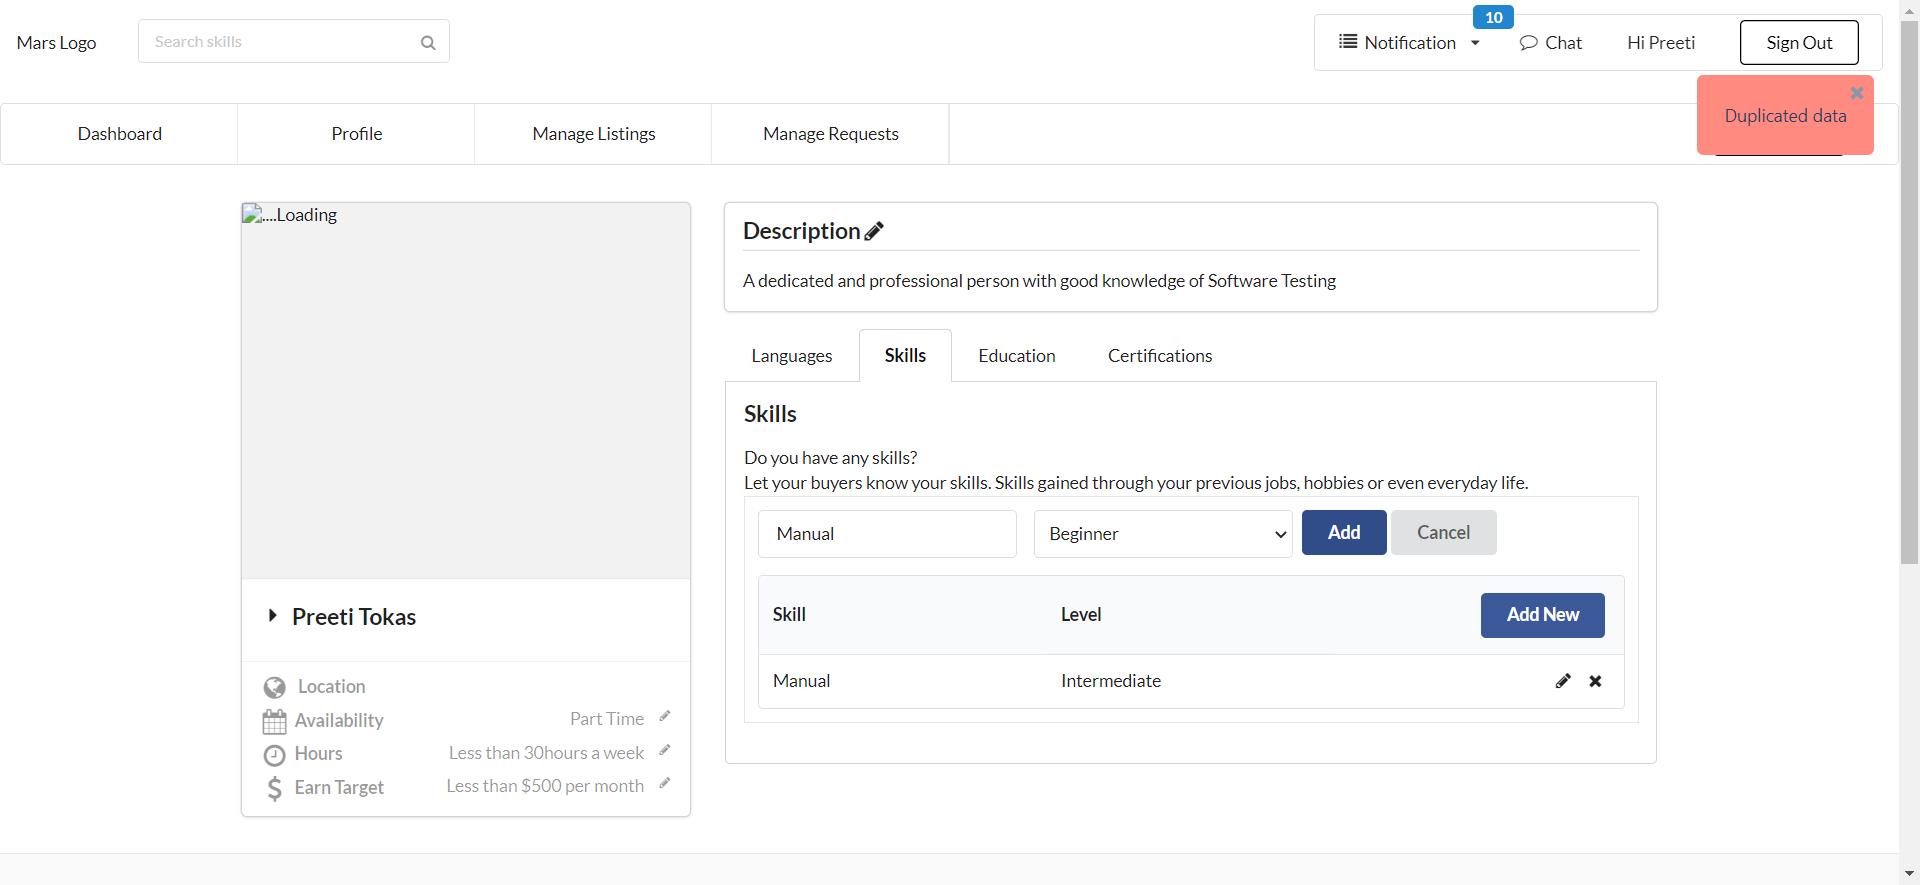 Mars Logo
Search skills
10
Notification
Chat
Hi Preeti
Sign Out
Duplicated data
Dashboard
Profile
Manage Listings
Manage Requests
....Loading
Preeti Tokas
Location
Availability
Part Time
Hours
Less than 30hours a week
Earn Target
Less than $500 per month
Description
A dedicated and professional person with good knowledge of Software Testing
Languages
Skills
Education
Certifications
Skills
Do you have any skills?
Let your buyers know your skills. Skills gained through your previous jobs, hobbies or even everyday life.
Manual
Beginner
Add
Cancel
Skill
Level
Add New
Manual
Intermediate